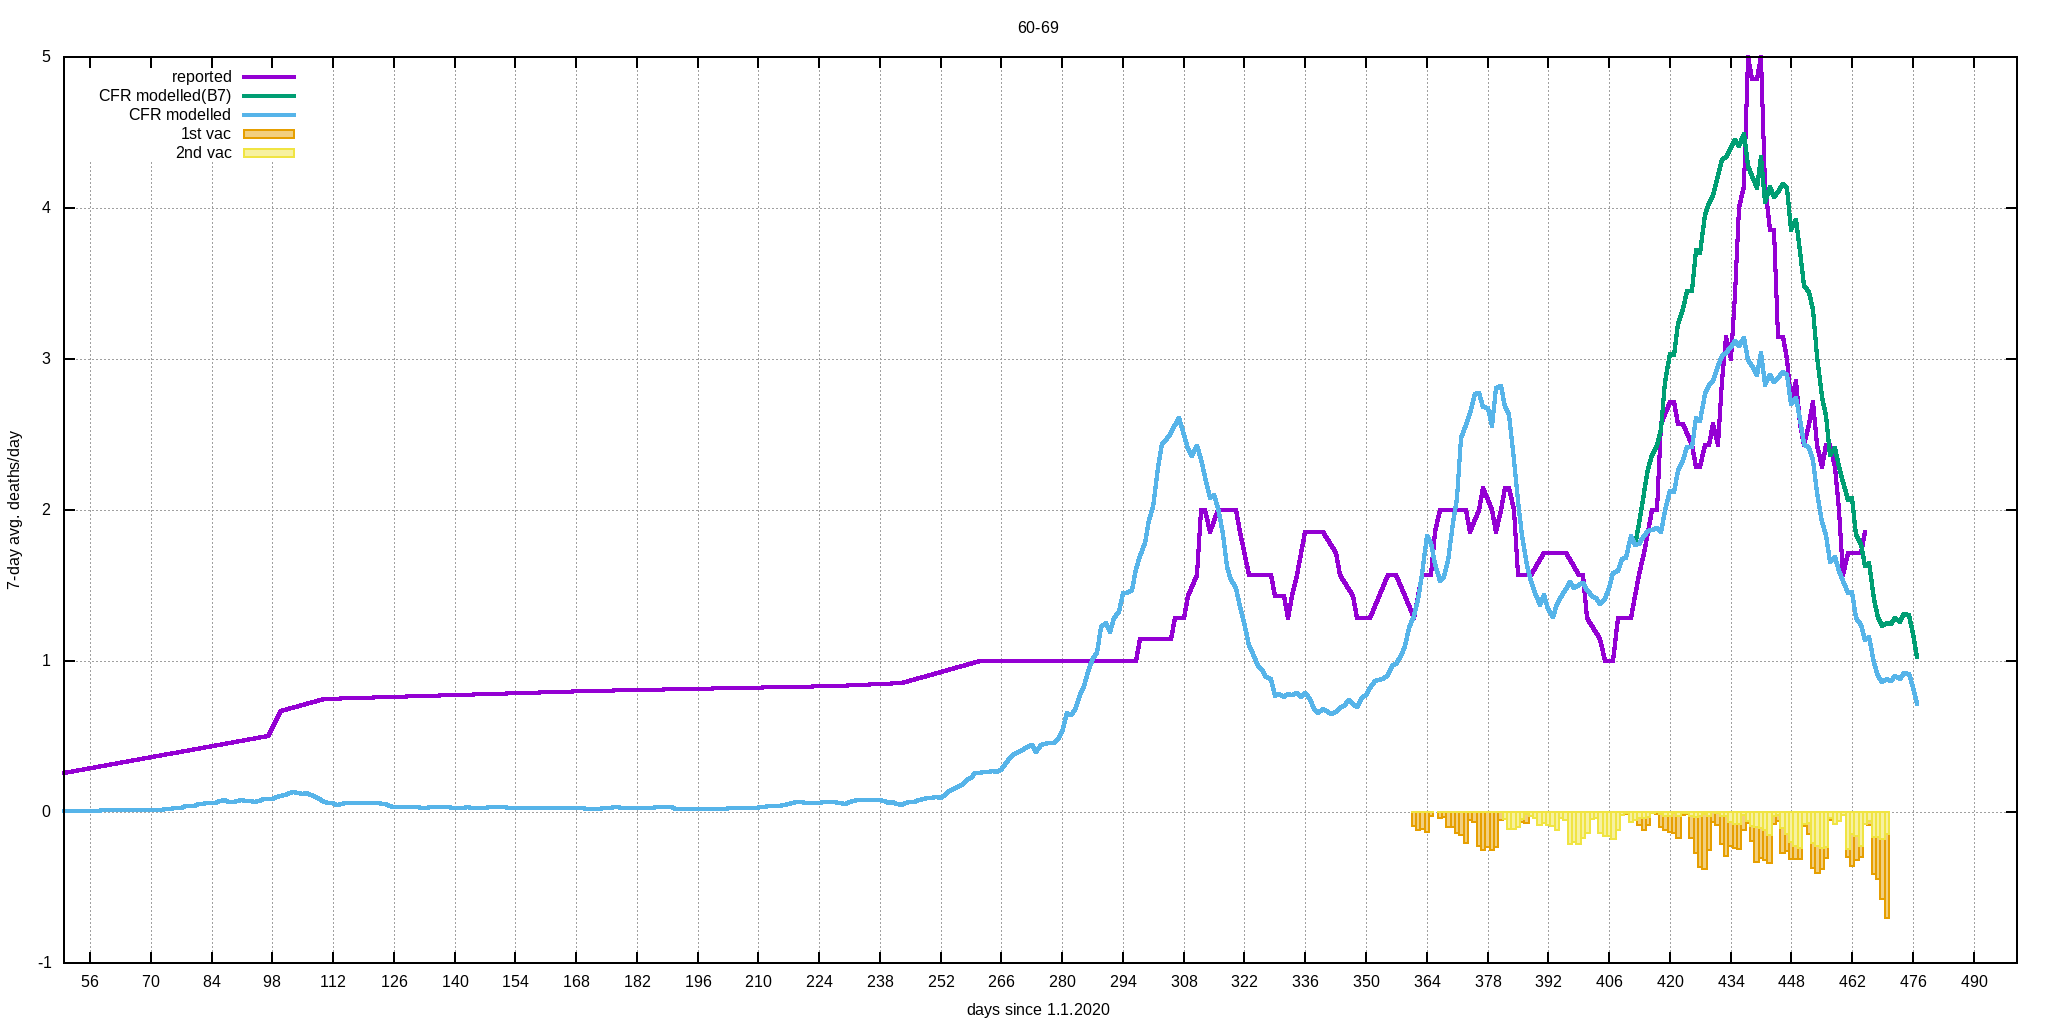 60-69
reported
CFR modelled(B7)
CFR modelled
1st vac
2nd vac
5
4
3
2
1
0
-1
7-day avg. deaths/day
56 70 84 98 112 126 140 154 168 182 196 210 224 238 252 266 280 294 308 322 336 350 364 378 392 406 420 434 448 462 476 490
days since 1.1.2020